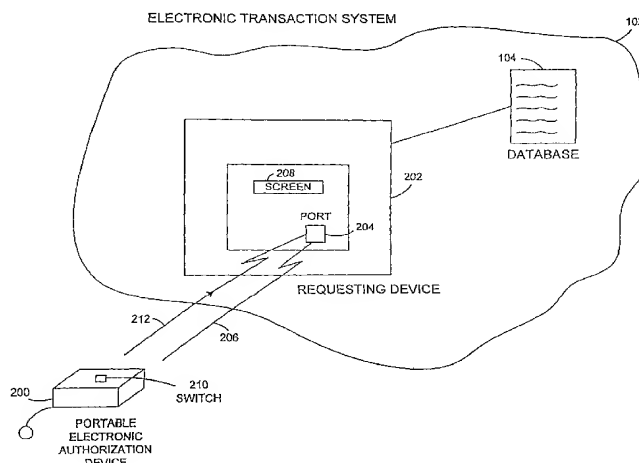 ELECTRONIC TRANSACTION SYSTEM
104
DATABASE
208
SCREEN
202
PORT
204
REQUESTING DEVICE
212
206
200
210
SWITCH
PORTABLE
ELECTRONIC
AUTHORIZATION
DEVICE